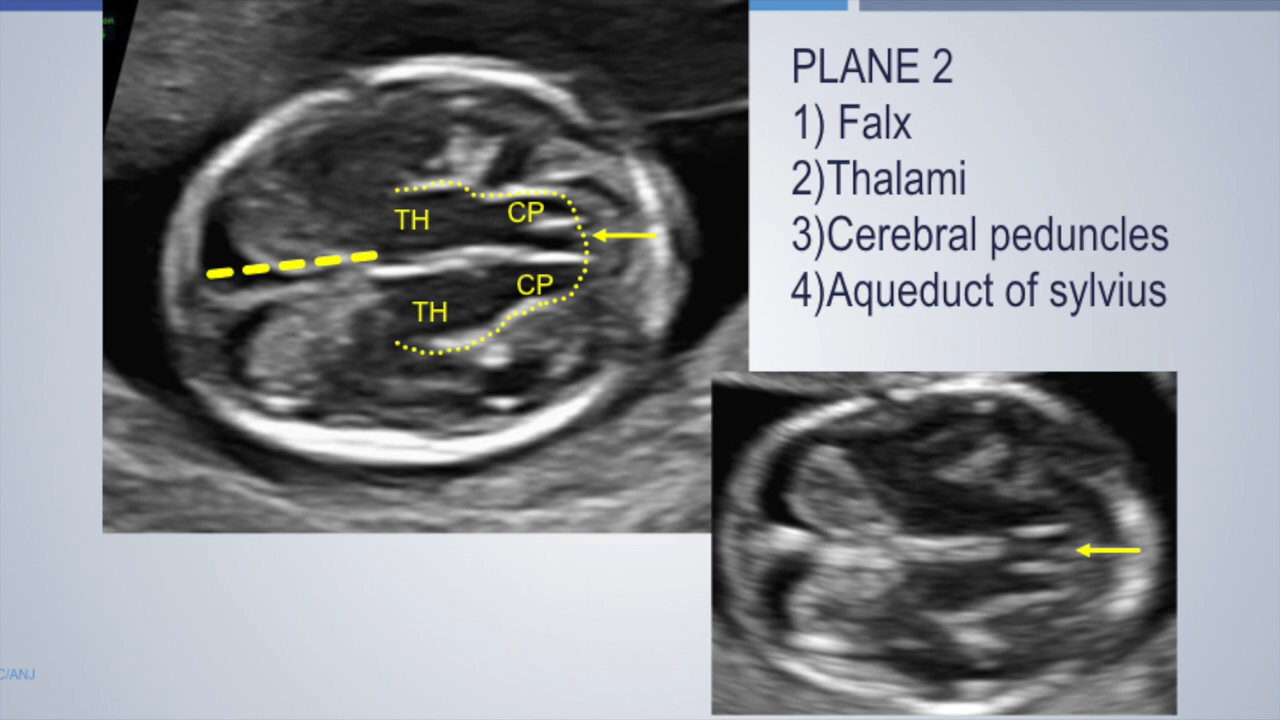 PLANE 2
1) Falx
2)Thalami
3)Cerebral peduncles
4)Aqueduct of sylvius
TH
CP
CP
TH
C/ANJ